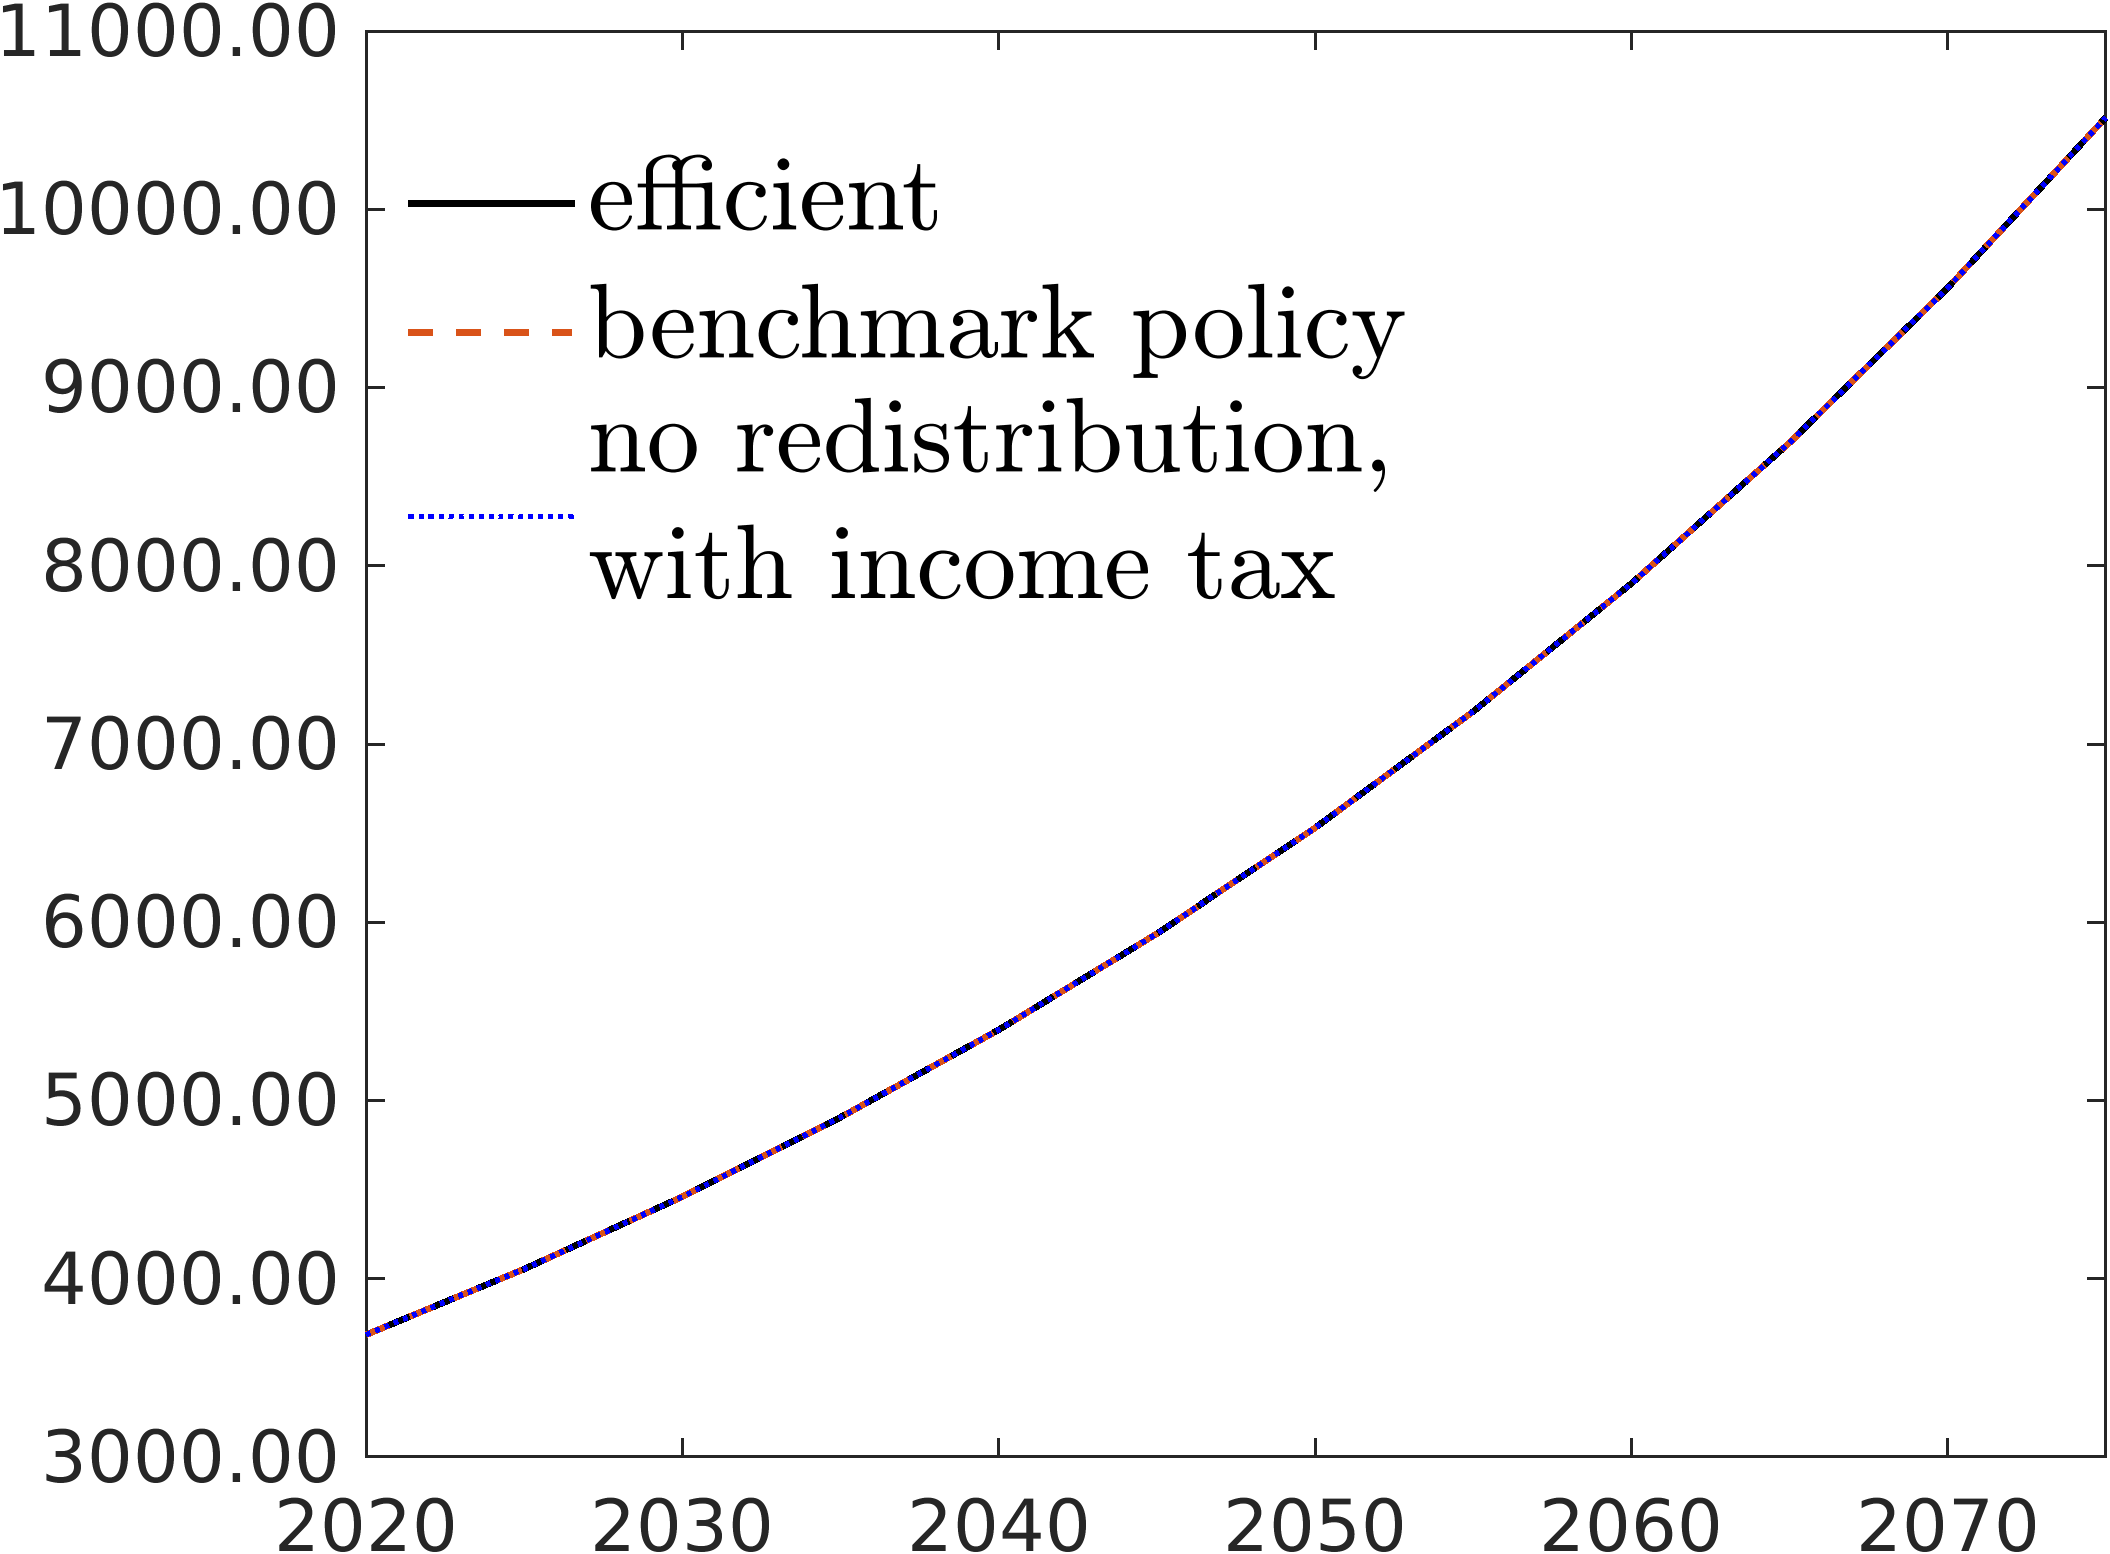 11000.00
10000.00
9000.00
8000.00
7000.00
6000.00
5000.00
4000.00
3000.00
efficient
benchmark policy
no redistribution,
with income tax
2020 2030 2040 2050 2060 2070